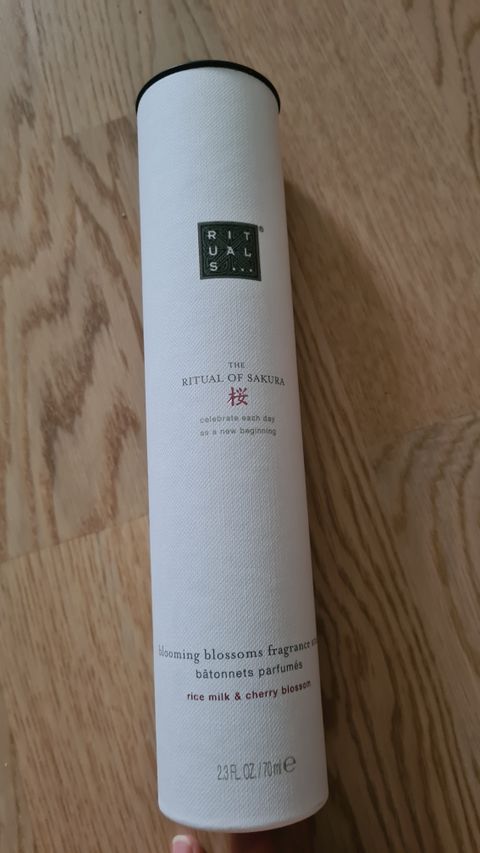 RIT
UAL
S...®
THE
RITUAL OF SAKURA
桜
celebrate each day
as a new beginning
blooming blossoms fragrance
bâtonnets parfumés
rice milk & cherry blossom
2.3 FL. OZ. / 70 ml ℮